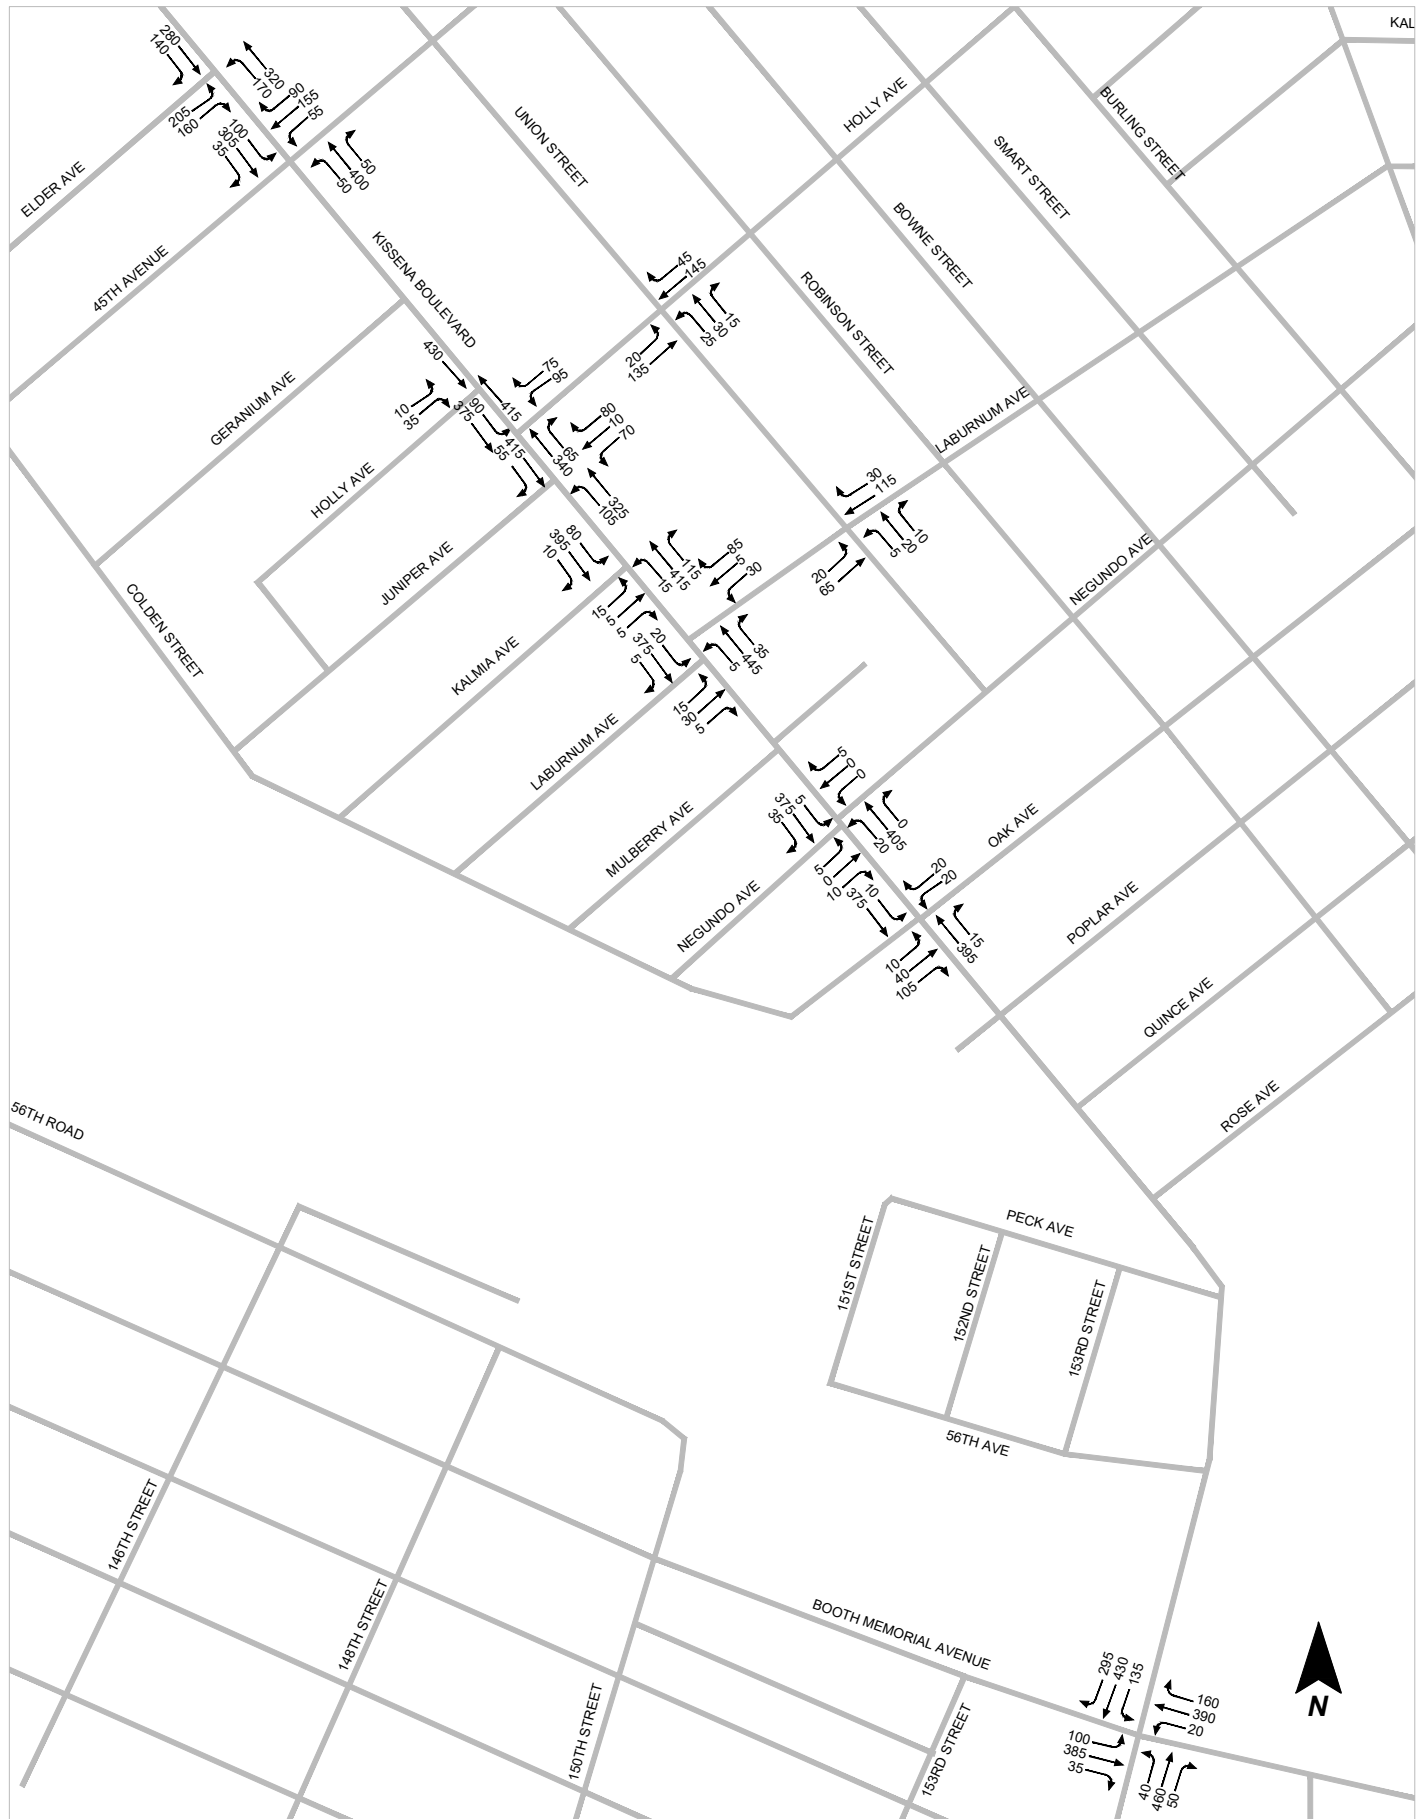 KAL
280
140
320
170
205
160
90
155
55
100
305
35
50
400
50
ELDER AVE
45TH AVENUE
UNION STREET
HOLLY AVE
BURLING STREET
SMART STREET
BOWNE STREET
ROBINSON STREET
KISSENA BOULEVARD
45
145
15
30
25
20
135
430
10
35
75
95
415
90
375
55
415
80
10
70
65
340
325
105
GERANIUM AVE
HOLLY AVE
LABURNUM AVE
30
115
10
20
5
20
65
80
395
10
115
415
15
85
5
30
15
5
5
JUNIPER AVE
NEGUNDO AVE
COLDEN STREET
KALMIA AVE
20
375
5
35
445
5
15
30
5
LABURNUM AVE
MULBERRY AVE
5
0
0
5
375
35
0
405
20
5
0
10
OAK AVE
NEGUNDO AVE
20
20
10
375
15
395
10
40
105
POPLAR AVE
QUINCE AVE
ROSE AVE
56TH ROAD
PECK AVE
151ST STREET
152ND STREET
153RD STREET
56TH AVE
146TH STREET
148TH STREET
150TH STREET
BOOTH MEMORIAL AVENUE
153RD STREET
295
430
135
160
390
20
100
385
35
40
460
50
N